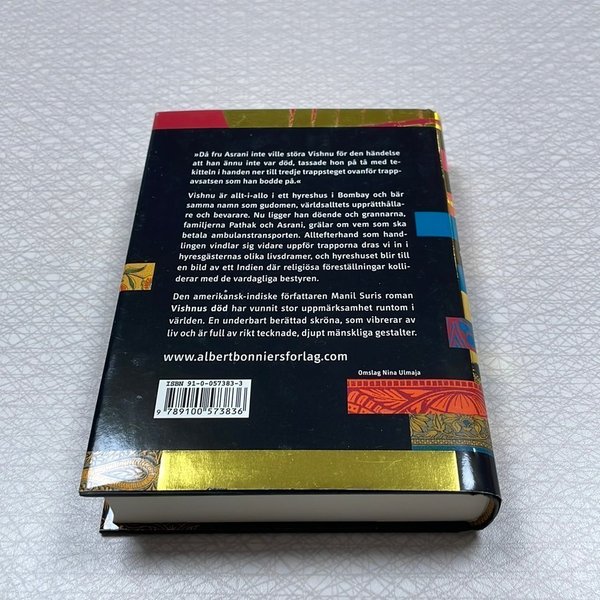 »Då fru Asrani inte ville störa Vishnu för den händelse
att han ännu inte var död, tassade hon på tå med te-
kitteln i handen ner till tredje trappsteget ovanför trapp-
avsatsen som han bodde på.«
Vishnu är allt-i-allo i ett hyreshus i Bombay och bär
samma namn som gudomen, världsalltets upprätthålla-
re och bevarare. Nu ligger han döende och grannarna,
familjerna Pathak och Asrani, grälar om vem som ska
betala ambulanstransporten. Alltefterhand som hand-
lingen vindlar sig vidare uppför trapporna dras vi in i
hyresgästernas olika livsdramer, och hyreshuset blir till
en bild av ett Indien där religiösa föreställningar kolli-
derar med de vardagliga bestyren.
Den amerikansk-indiske författaren Manil Suris roman
Vishnus död har vunnit stor uppmärksamhet runtom i
världen. En underbart berättad skröna, som vibrerar av
liv och är full av rikt tecknade, djupt mänskliga gestalter.
www.albertbonniersforlag.com
Omslag Nina Ulmaja
ISBN 91-0-057383-3
9 789100 573836